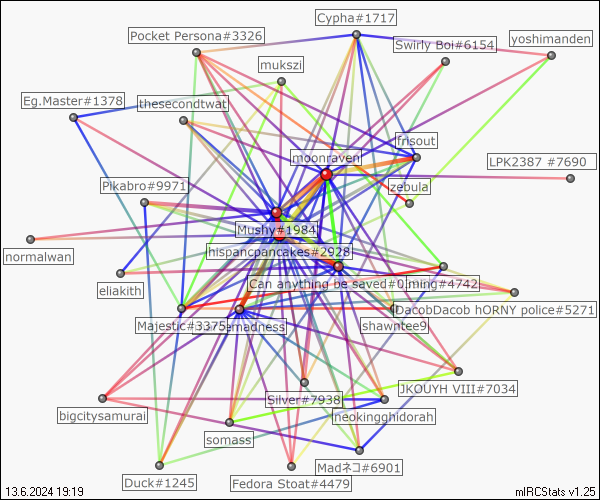 Cypha#1717
Pocket Persona#3326
yoshimanden
Swirly Boi#6154
mukszi
Eg.Master#1378
thesecondtwat
frisout
moonraven
LPK2387 #7690
Pikabro#9971
zebula
Mushy#1984
normalwan
hispancpancakes#2928
Can anything be saved#0
ming#4742
eliakith
DacobDacob hORNY police#5271
Majestic#3375
emadness
shawntee9
JKOUYH VIII#7034
Silver#7938
bigcitysamurai
neokingghidorah
somass
Madネコ#6901
Duck#1245
Fedora Stoat#4479
13.6.2024 19:19
mIRCStats v1.25